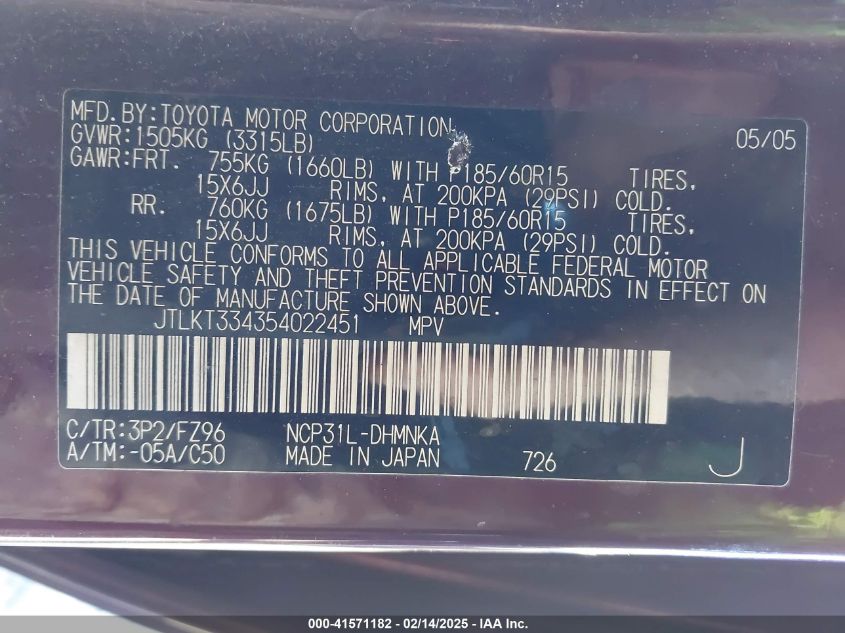 MFD. BY: TOYOTA MOTOR CORPORATION 05/05
GVWR: 1505KG (3315LB)
GAWR: FRT. 755KG (1660LB) WITH P185/60R15 TIRES,
15X6JJ RIMS, AT 200KPA (29PSI) COLD.
RR. 760KG (1675LB) WITH P185/60R15 TIRES,
15X6JJ RIMS, AT 200KPA (29PSI) COLD.
THIS VEHICLE CONFORMS TO ALL APPLICABLE FEDERAL MOTOR
VEHICLE SAFETY AND THEFT PREVENTION STANDARDS IN EFFECT ON
THE DATE OF MANUFACTURE SHOWN ABOVE.
JTLKT334354022451 MPV
C/TR: 3P2/FZ96 NCP31L-DHMNKA
A/TM: -05A/C50 MADE IN JAPAN 726 J
000-41571182 - 02/14/2025 - IAA Inc.